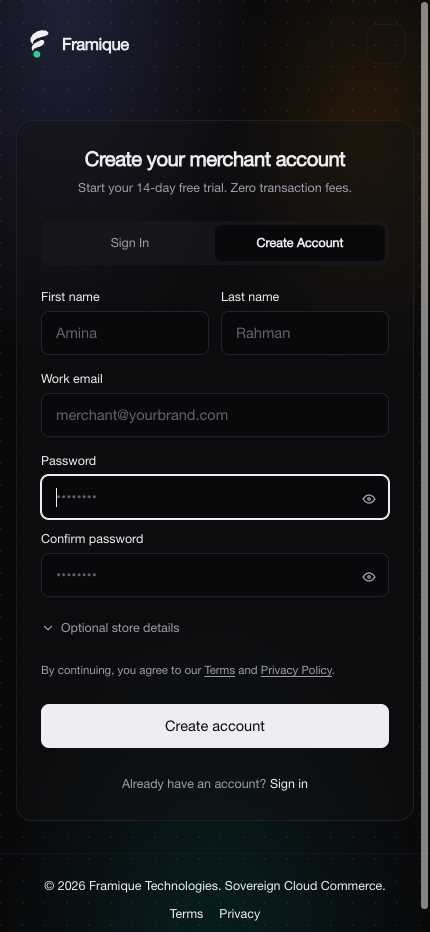 Framique
Create your merchant account
Start your 14-day free trial. Zero transaction fees.
Sign In
Create Account
First name
Last name
Amina
Rahman
Work email
merchant@yourbrand.com
Password
••••••••
Confirm password
••••••••
Optional store details
By continuing, you agree to our Terms and Privacy Policy.
Create account
Already have an account? Sign in
© 2026 Framique Technologies. Sovereign Cloud Commerce.
Terms Privacy